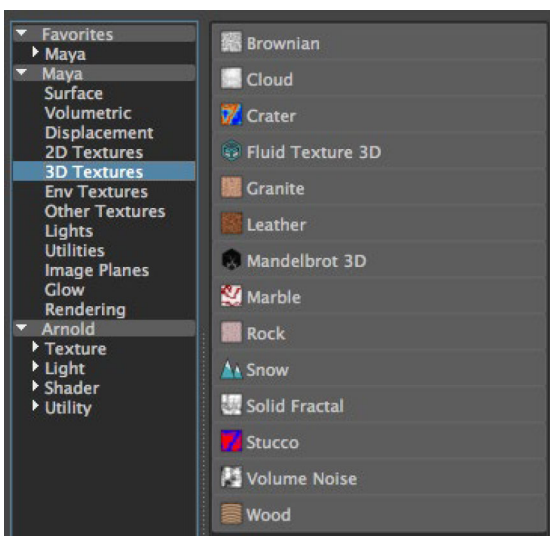 Favorites
Maya
Maya
Surface
Volumetric
Displacement
2D Textures
3D Textures
Env Textures
Other Textures
Lights
Utilities
Image Planes
Glow
Rendering
Arnold
Texture
Light
Shader
Utility
Brownian
Cloud
Crater
Fluid Texture 3D
Granite
Leather
Mandelbrot 3D
Marble
Rock
Snow
Solid Fractal
Stucco
Volume Noise
Wood